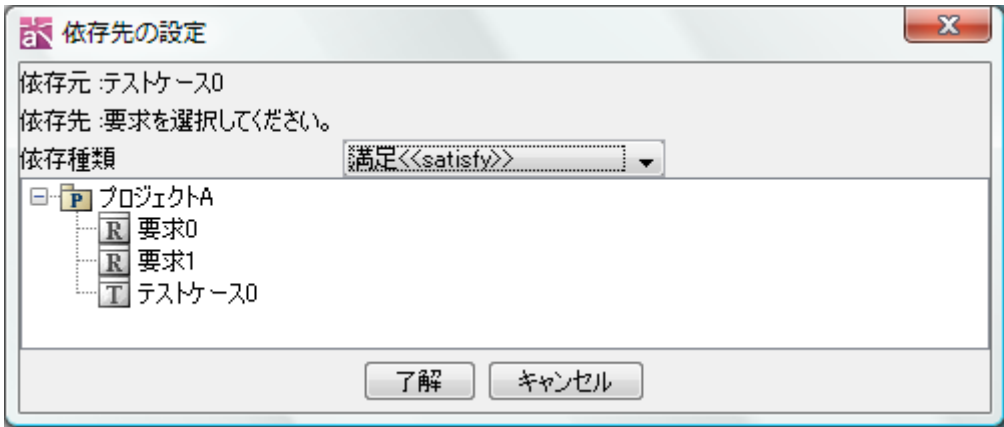 依存先の設定
依存元 :テストケース0
依存先 :要求を選択してください。
依存種類 満足<<satisfy>>
プロジェクトA
要求0
要求1
テストケース0
了解 キャンセル